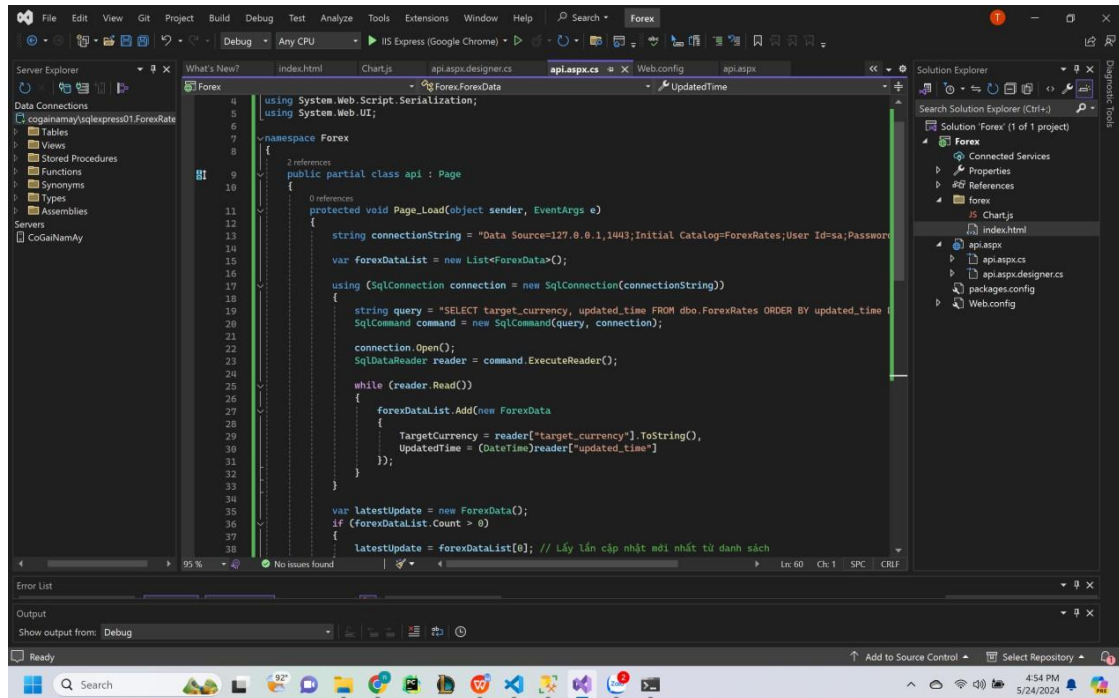 File Edit View Git Project Build Debug Test Analyze Tools Extensions Window Help Search Forex
T
Debug Any CPU IIS Express (Google Chrome)
Server Explorer
Data Connections
cogainamay\sqlexpress01.ForexRate
Tables
Views
Stored Procedures
Functions
Synonyms
Types
Assemblies
Servers
CoGaiNamAy
What's New? index.html Chart.js api.aspx.designer.cs api.aspx.cs Web.config api.aspx
Forex Forex.ForexData UpdatedTime
4 using System.Web.Script.Serialization;
5 using System.Web.UI;
6
7 namespace Forex
8 {
2 references
9 public partial class api : Page
10 {
0 references
11 protected void Page_Load(object sender, EventArgs e)
12 {
13 string connectionString = "Data Source=127.0.0.1,1443;Initial Catalog=ForexRates;User Id=sa;Password
14
15 var forexDataList = new List<ForexData>();
16
17 using (SqlConnection connection = new SqlConnection(connectionString))
18 {
19 string query = "SELECT target_currency, updated_time FROM dbo.ForexRates ORDER BY updated_time
20 SqlCommand command = new SqlCommand(query, connection);
21
22 connection.Open();
23 SqlDataReader reader = command.ExecuteReader();
24
25 while (reader.Read())
26 {
27 forexDataList.Add(new ForexData
28 {
29 TargetCurrency = reader["target_currency"].ToString(),
30 UpdatedTime = (DateTime)reader["updated_time"]
31 });
32 }
33 }
34
35 var latestUpdate = new ForexData();
36 if (forexDataList.Count > 0)
37 {
38 latestUpdate = forexDataList[0]; // Lấy lần cập nhật mới nhất từ danh sách
95 % No issues found Ln: 60 Ch: 1 SPC CRLF
Solution Explorer
Search Solution Explorer (Ctrl+;)
Solution 'Forex' (1 of 1 project)
Forex
Connected Services
Properties
References
forex
JS Chart.js
index.html
api.aspx
api.aspx.cs
api.aspx.designer.cs
packages.config
Web.config
Diagnostic Tools
Error List
Output
Show output from: Debug
Ready Add to Source Control Select Repository
Search 92° 4:54 PM
5/24/2024